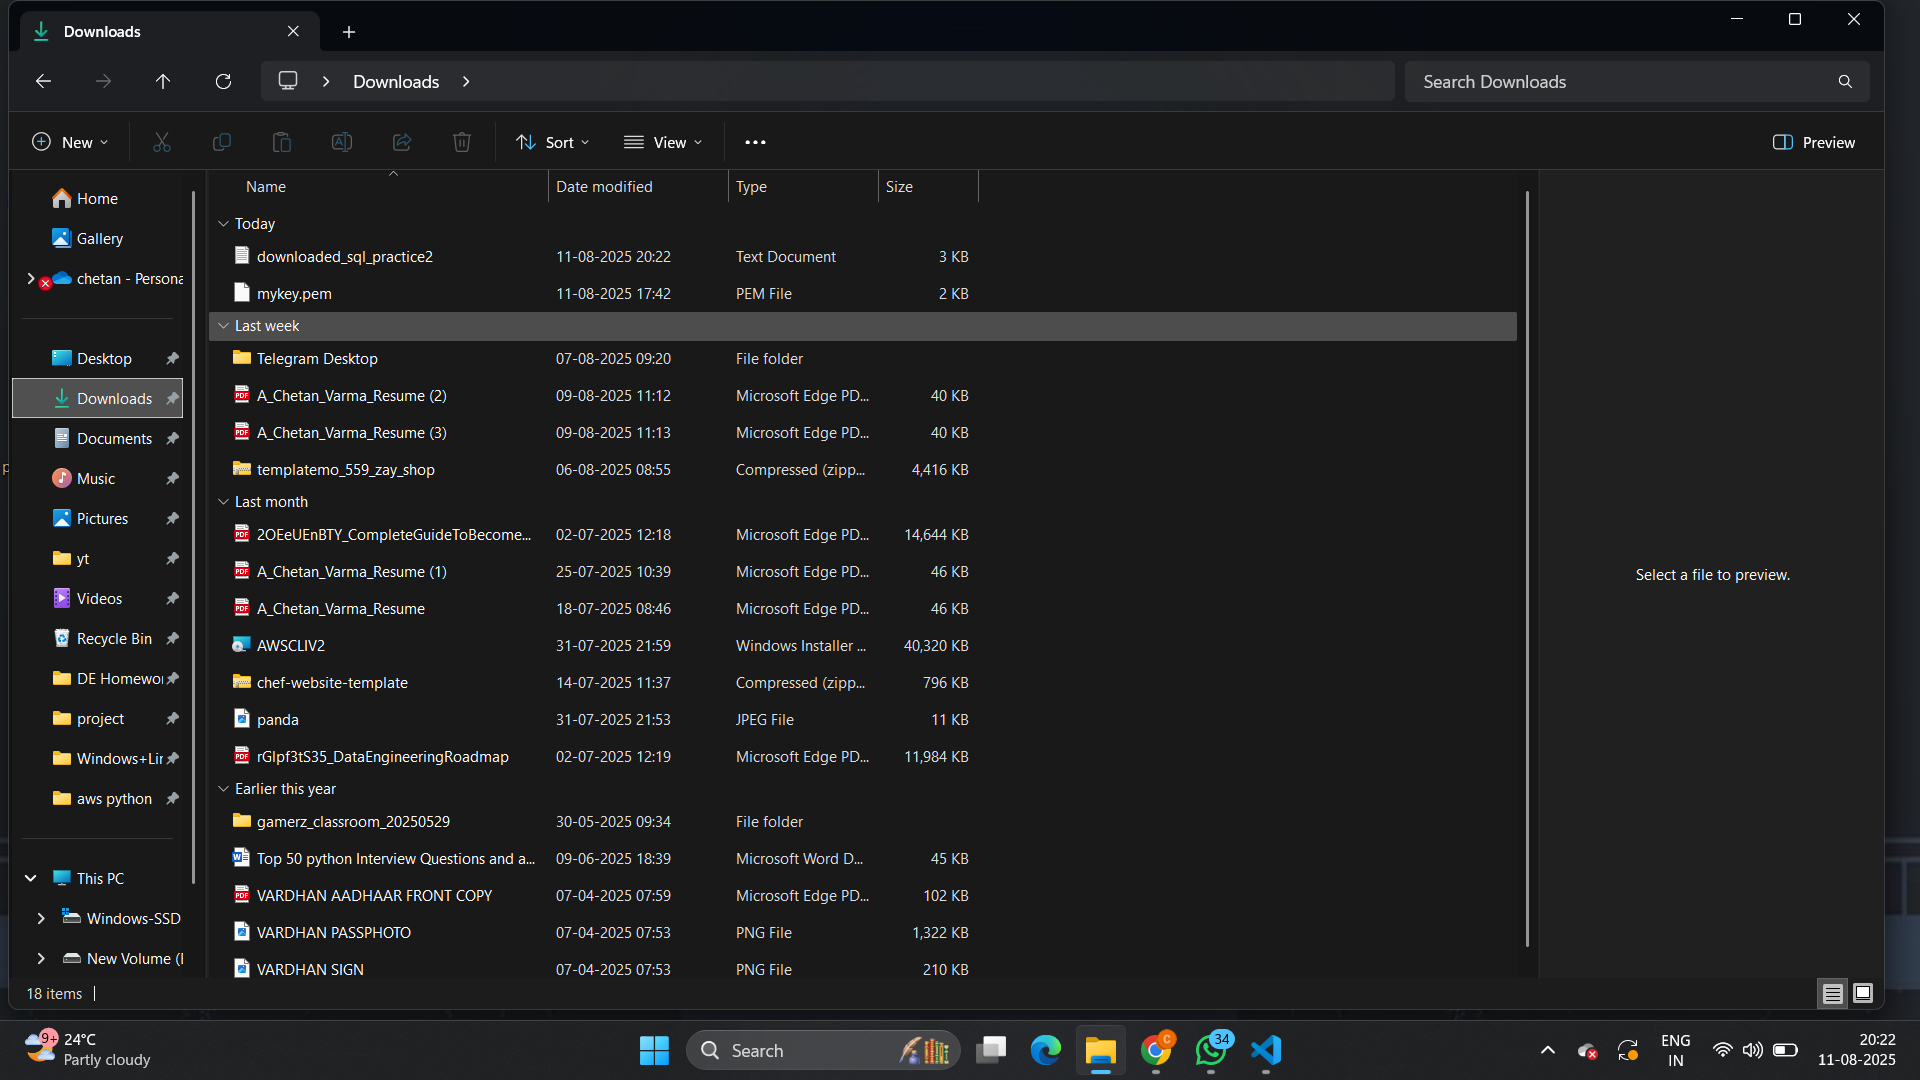 Downloads
Downloads
Search Downloads
New
Sort
View
Preview
Home
Gallery
chetan - Persona
Desktop
Downloads
Documents
Music
Pictures
yt
Videos
Recycle Bin
DE Homewor
project
Windows+Lin
aws python
This PC
Windows-SSD
New Volume (
Name Date modified Type Size
Today
downloaded_sql_practice2 11-08-2025 20:22 Text Document 3 KB
mykey.pem 11-08-2025 17:42 PEM File 2 KB
Last week
Telegram Desktop 07-08-2025 09:20 File folder
A_Chetan_Varma_Resume (2) 09-08-2025 11:12 Microsoft Edge PD... 40 KB
A_Chetan_Varma_Resume (3) 09-08-2025 11:13 Microsoft Edge PD... 40 KB
templatemo_559_zay_shop 06-08-2025 08:55 Compressed (zipp... 4,416 KB
Last month
2OEeUEnBTY_CompleteGuideToBecome... 02-07-2025 12:18 Microsoft Edge PD... 14,644 KB
A_Chetan_Varma_Resume (1) 25-07-2025 10:39 Microsoft Edge PD... 46 KB
A_Chetan_Varma_Resume 18-07-2025 08:46 Microsoft Edge PD... 46 KB
AWSCLIV2 31-07-2025 21:59 Windows Installer ... 40,320 KB
chef-website-template 14-07-2025 11:37 Compressed (zipp... 796 KB
panda 31-07-2025 21:53 JPEG File 11 KB
rGlpf3tS35_DataEngineeringRoadmap 02-07-2025 12:19 Microsoft Edge PD... 11,984 KB
Earlier this year
gamerz_classroom_20250529 30-05-2025 09:34 File folder
Top 50 python Interview Questions and a... 09-06-2025 18:39 Microsoft Word D... 45 KB
VARDHAN AADHAAR FRONT COPY 07-04-2025 07:59 Microsoft Edge PD... 102 KB
VARDHAN PASSPHOTO 07-04-2025 07:53 PNG File 1,322 KB
VARDHAN SIGN 07-04-2025 07:53 PNG File 210 KB
Select a file to preview.
18 items
9+
24°C
Partly cloudy
Search
C
34
ENG
IN
20:22
11-08-2025